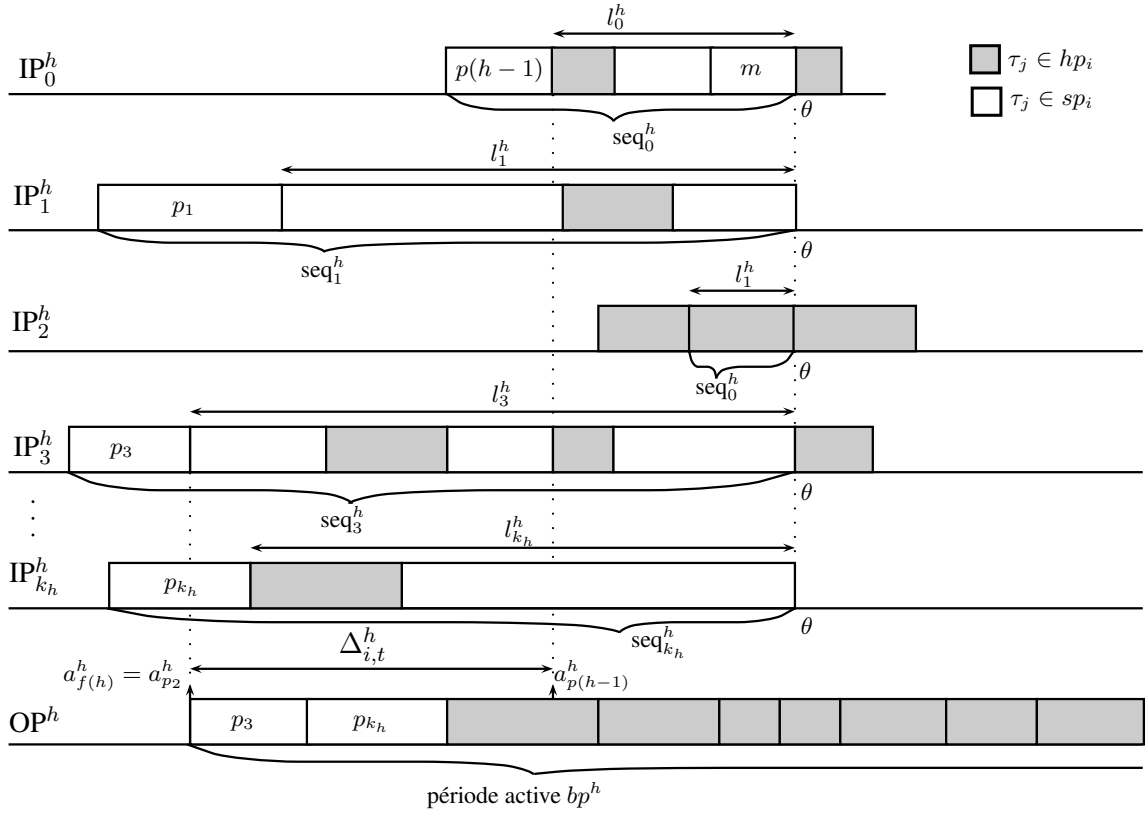 l_0^h
IP_0^h
p(h − 1)
m
τ_j ∈ hp_i
τ_j ∈ sp_i
θ
seq_0^h
l_1^h
IP_1^h
p_1
θ
seq_1^h
l_1^h
IP_2^h
θ
seq_0^h
l_3^h
IP_3^h
p_3
θ
seq_3^h
l_{k_h}^h
IP_{k_h}^h
p_{k_h}
θ
seq_{k_h}^h
Δ_{i,t}^h
a_{f(h)}^h = a_{p_2}^h
a_{p(h−1)}^h
OP^h
p_3
p_{k_h}
période active bp^h